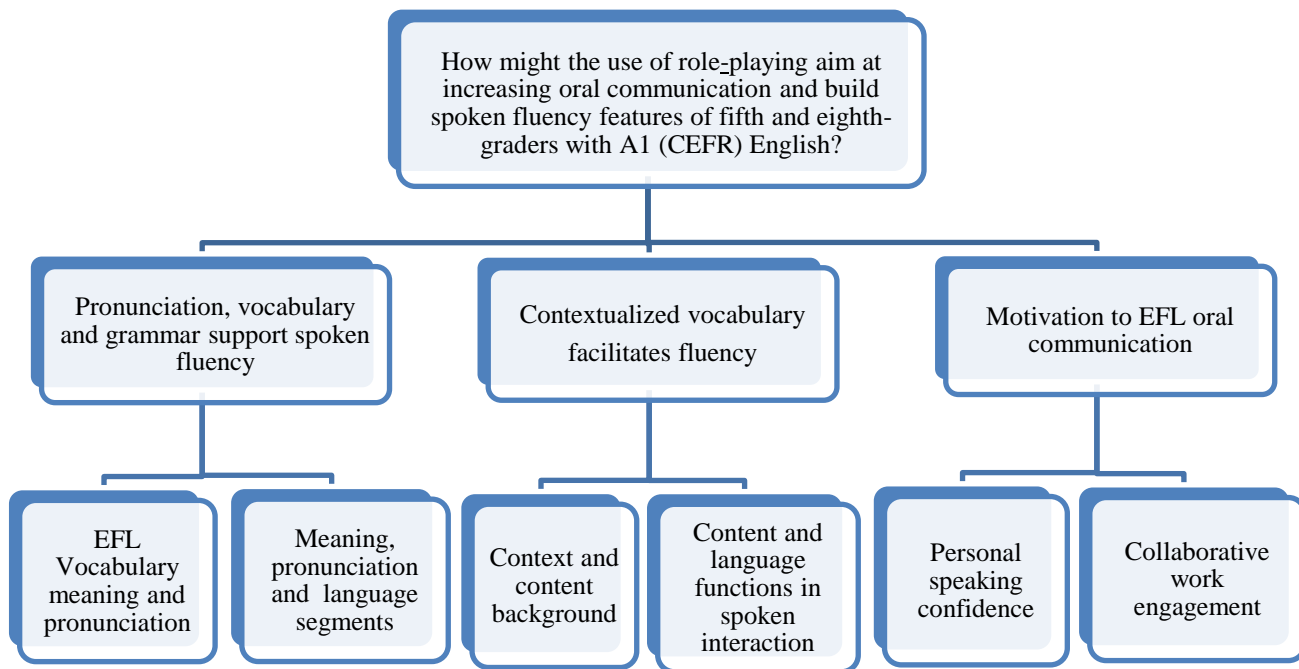 How might the use of role-playing aim at
increasing oral communication and build
spoken fluency features of fifth and eighth-
graders with A1 (CEFR) English?
Pronunciation, vocabulary
and grammar support spoken
fluency
Contextualized vocabulary
facilitates fluency
Motivation to EFL oral
communication
EFL
Vocabulary
meaning and
pronunciation
Meaning,
pronunciation
and language
segments
Context and
content
background
Content and
language
functions in
spoken
interaction
Personal
speaking
confidence
Collaborative
work
engagement